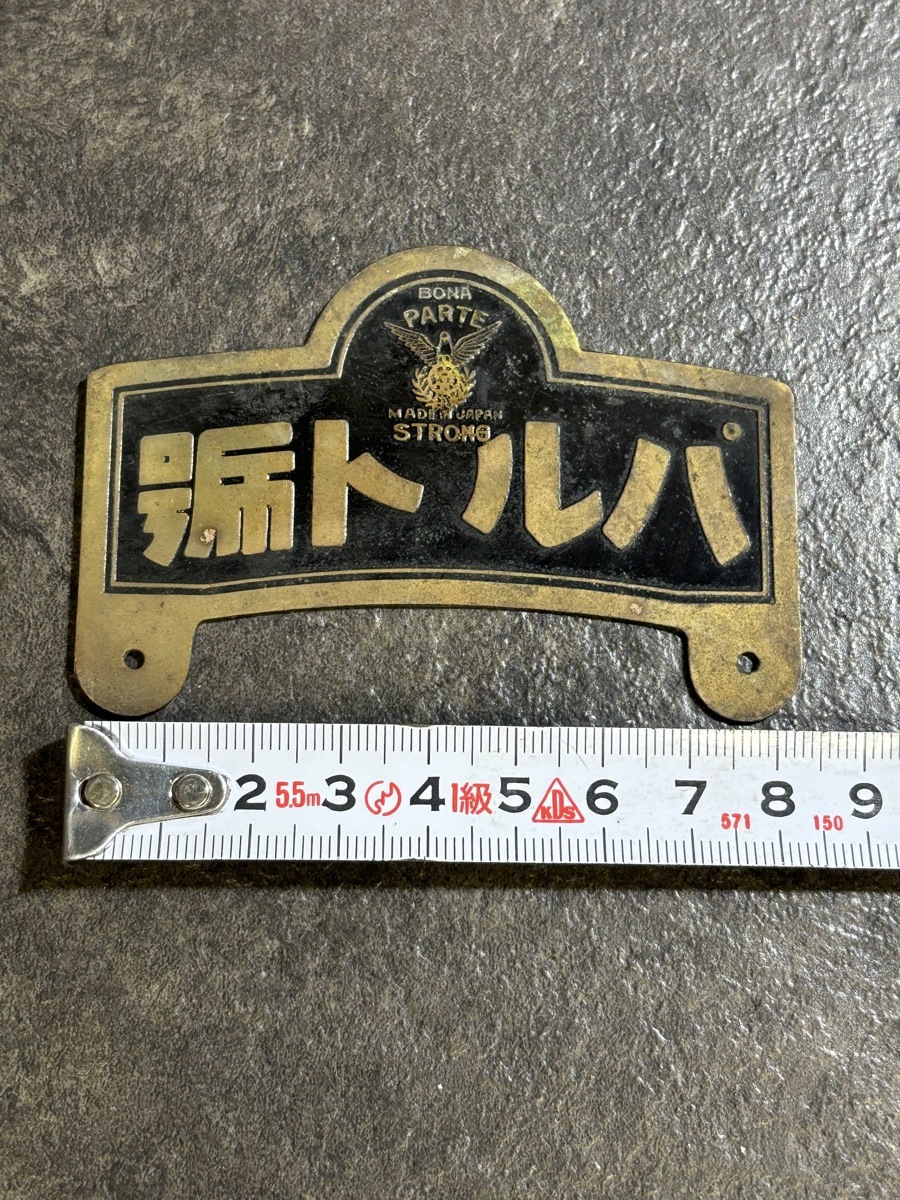 BONA
PARTE
MADE IN JAPAN
STRONG
パルト號
2 5.5m 3 4 1級 5 KDS 6 7 8 9
571 150